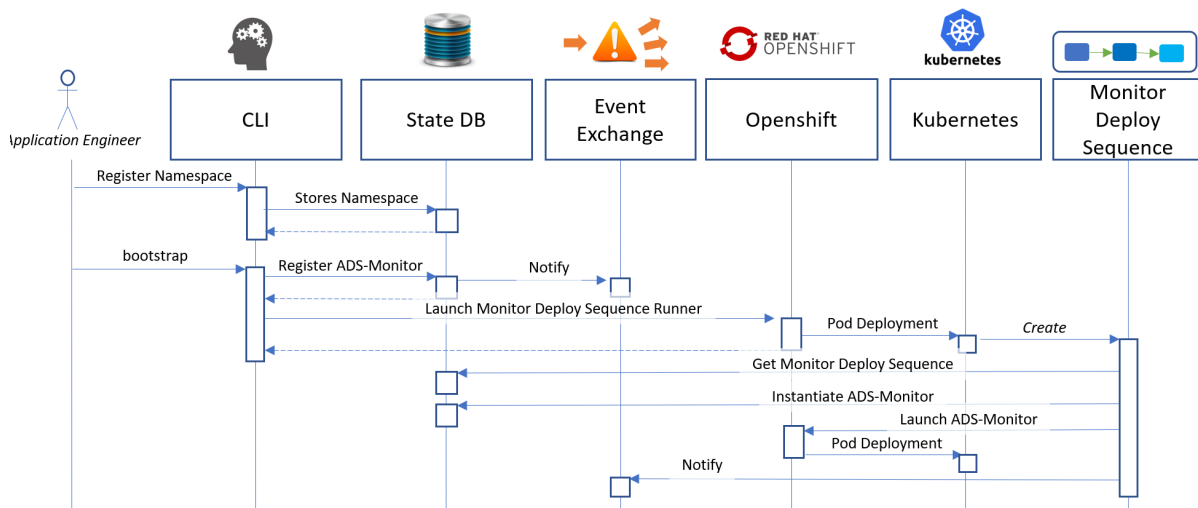 RED HAT
OPENSHIFT
kubernetes
Application Engineer
CLI
State DB
Event
Exchange
Openshift
Kubernetes
Monitor
Deploy
Sequence
Register Namespace
Stores Namespace
bootstrap
Register ADS-Monitor
Notify
Launch Monitor Deploy Sequence Runner
Pod Deployment
Create
Get Monitor Deploy Sequence
Instantiate ADS-Monitor
Launch ADS-Monitor
Pod Deployment
Notify